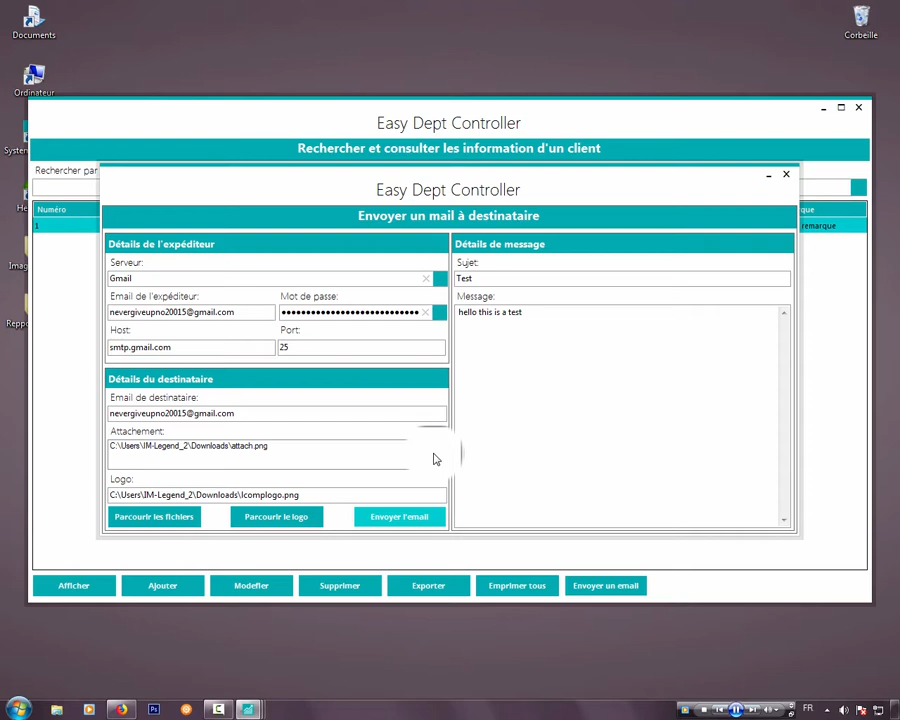 Documents
Corbeille
Ordinateur
Easy Dept Controller
Rechercher et consulter les information d'un client
Rechercher par
Easy Dept Controller
Envoyer un mail à destinataire
Numéro
1
remarque
Détails de l'expéditeur
Serveur:
Gmail
Email de l'expéditeur:
Mot de passe:
nevergiveupno20015@gmail.com
Host:
Port:
smtp.gmail.com
25
Détails du destinataire
Email de destinataire:
nevergiveupno20015@gmail.com
Attachement:
C:\Users\IM-Legend_2\Downloads\attach.png
Logo:
C:\Users\IM-Legend_2\Downloads\Icomplogo.png
Parcourir les fichiers
Parcourir le logo
Envoyer l'email
Détails de message
Sujet:
Test
Message:
hello this is a test
Afficher
Ajouter
Modefier
Supprimer
Exporter
Emprimer tous
Envoyer un email
Ps
FR